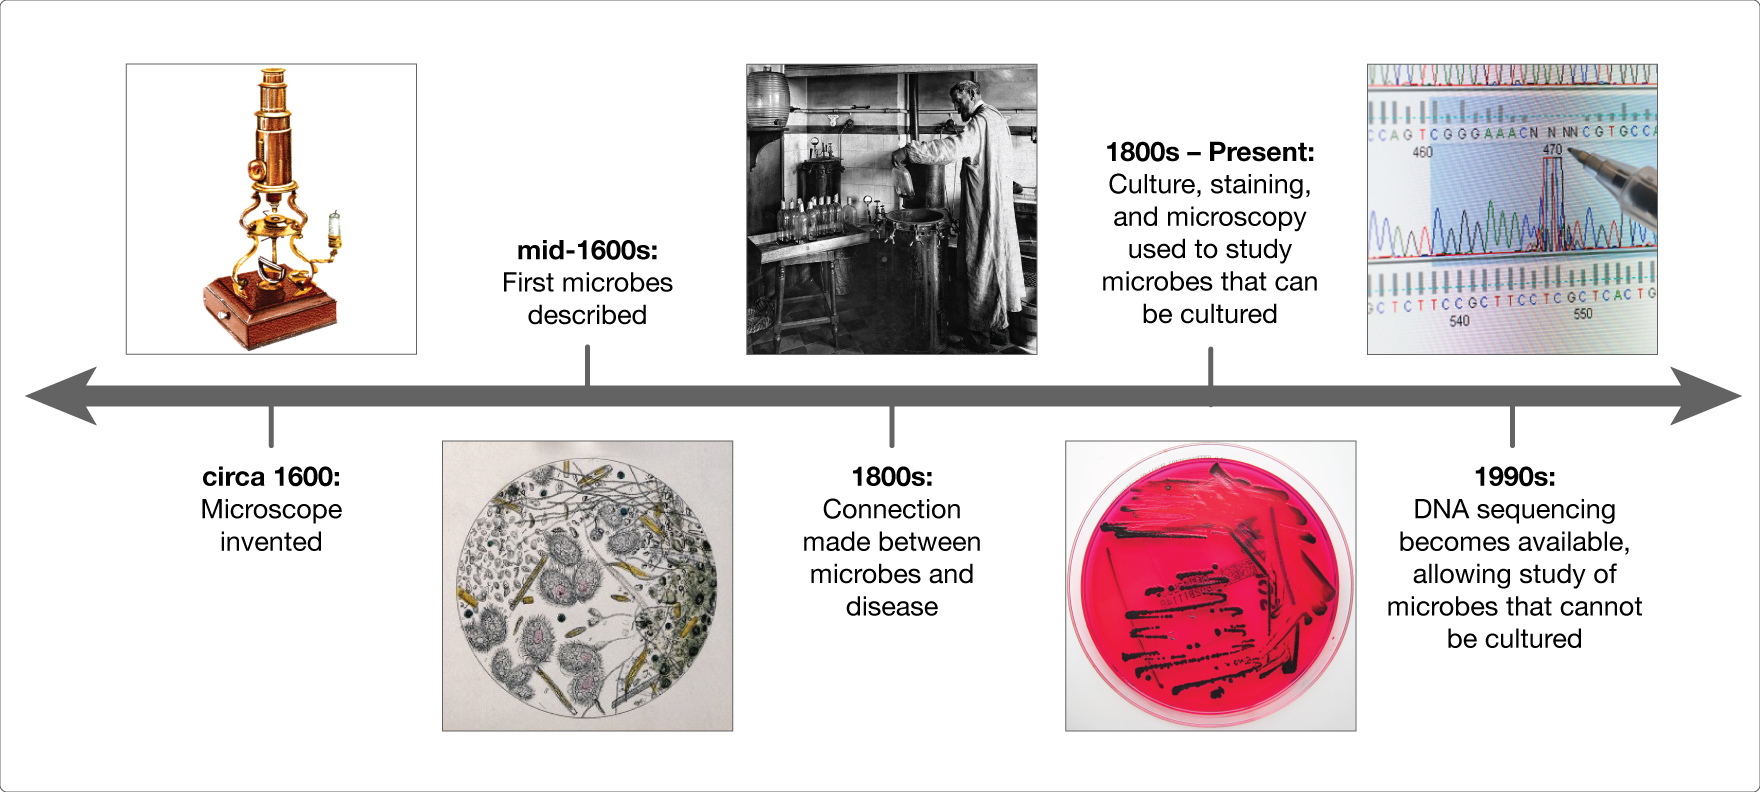 circa 1600:
Microscope
invented
mid-1600s:
First microbes
described
1800s:
Connection
made between
microbes and
disease
1800s – Present:
Culture, staining,
and microscopy
used to study
microbes that can
be cultured
CCAGTCGGGAAACNNNNCGTGCCA
460
470
GCTCTTCCGCTTCCTCGCTCACTG
540
550
1990s:
DNA sequencing
becomes available,
allowing study of
microbes that cannot
be cultured